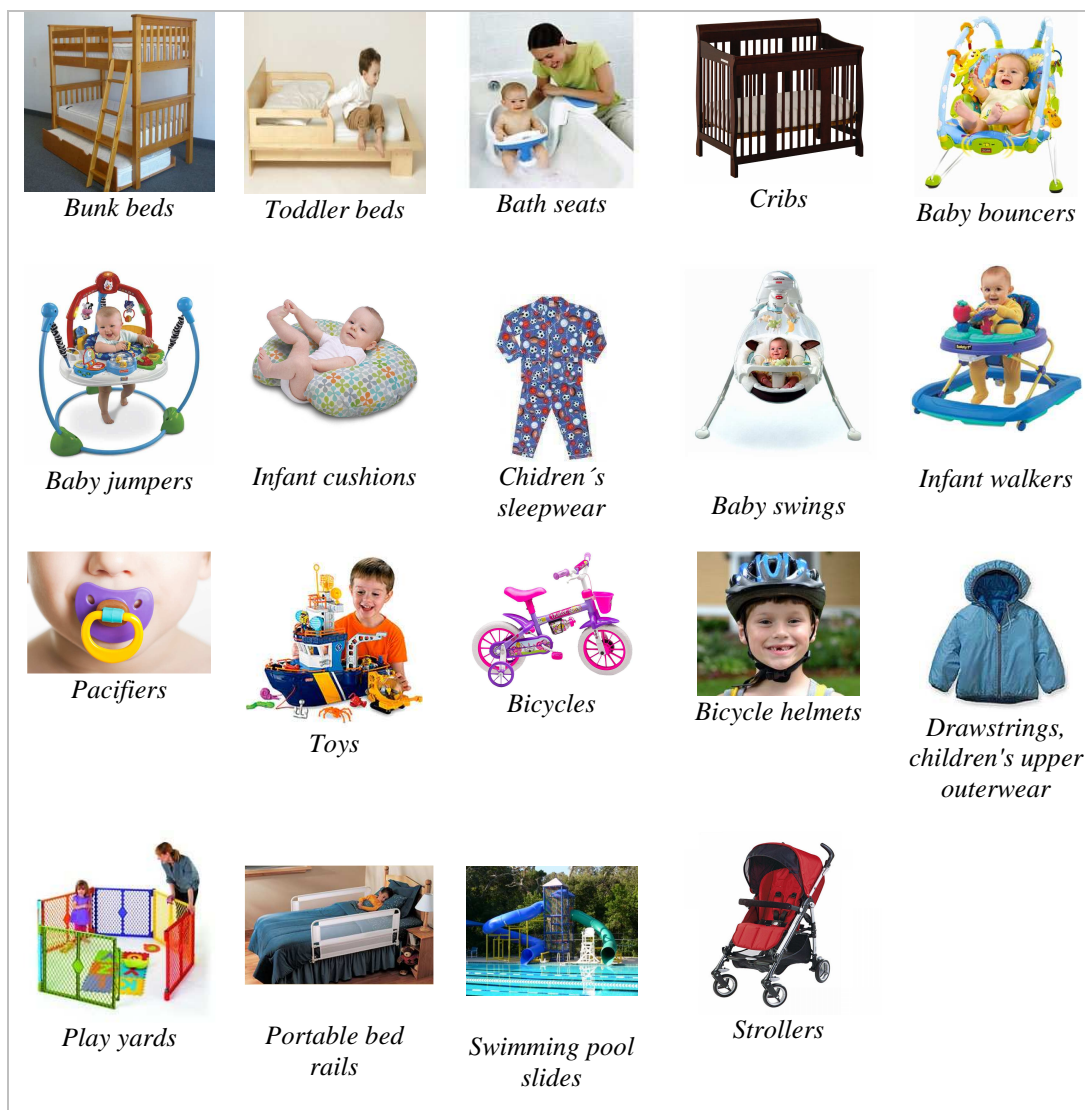 Bunk beds
Toddler beds
Bath seats
Cribs
Baby bouncers
Baby jumpers
Infant cushions
Chidren´s
sleepwear
Baby swings
Infant walkers
Pacifiers
Toys
Bicycles
Bicycle helmets
Drawstrings,
children's upper
outerwear
Play yards
Portable bed
rails
Swimming pool
slides
Strollers